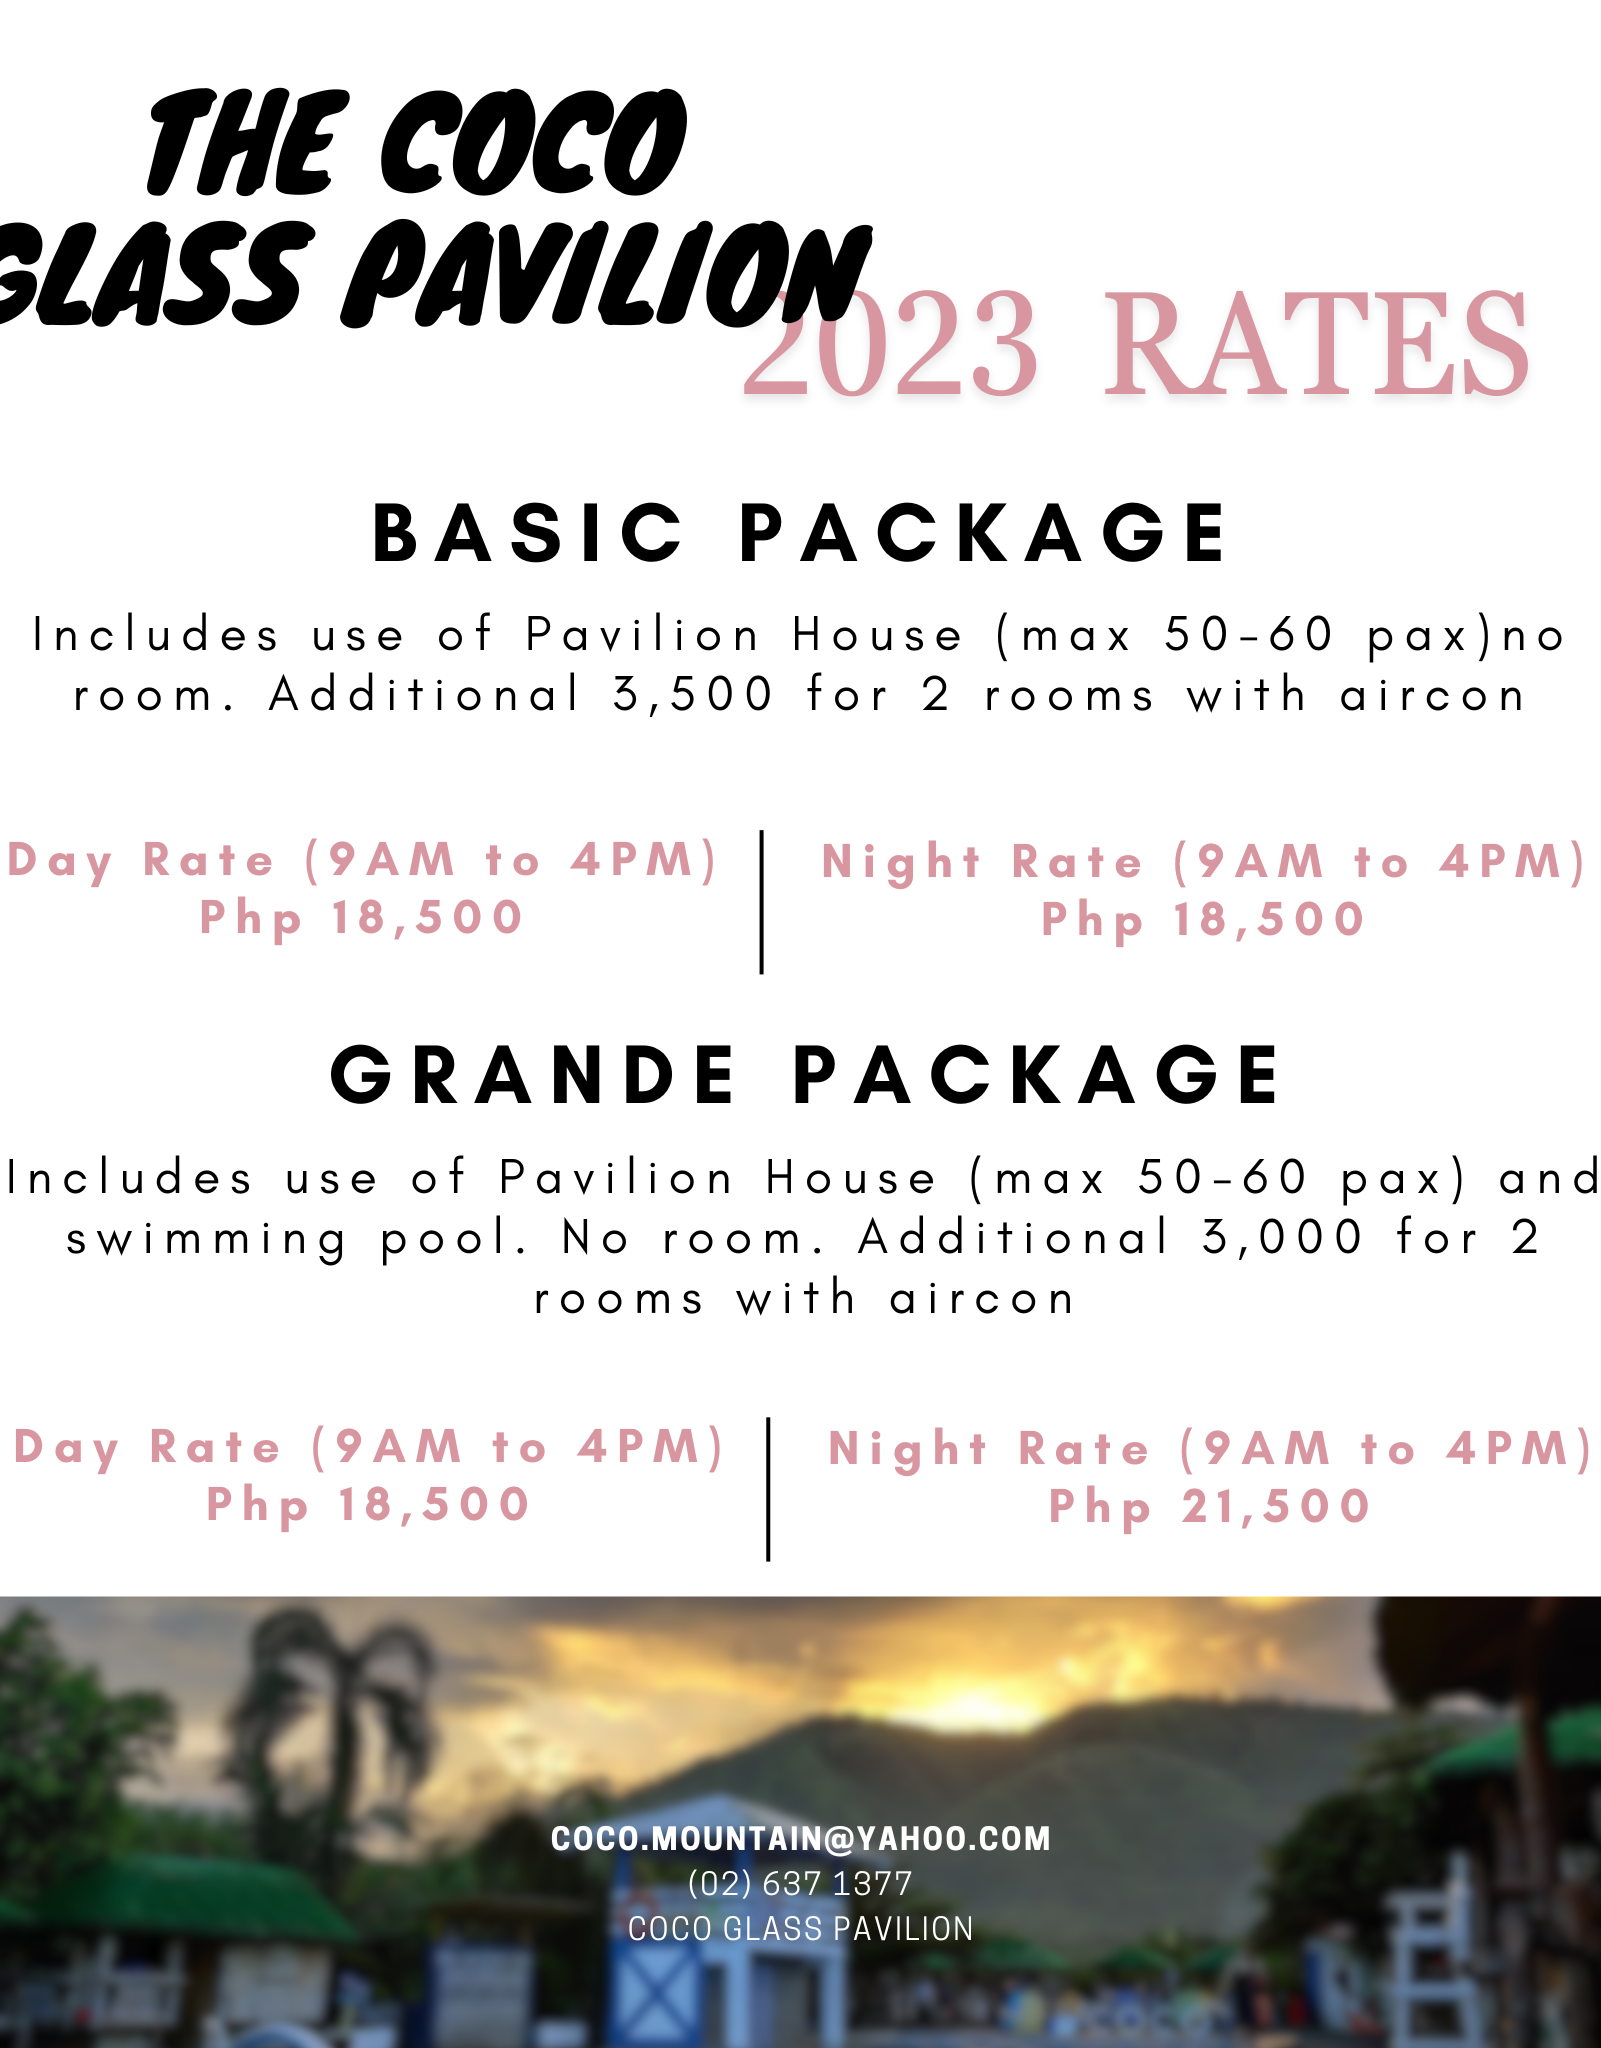 THE COCO
GLASS PAVILION
2023 RATES
BASIC PACKAGE
Includes use of Pavilion House (max 50-60 pax)no
room. Additional 3,500 for 2 rooms with aircon
Day Rate (9AM to 4PM)
Php 18,500
Night Rate (9AM to 4PM)
Php 18,500
GRANDE PACKAGE
Includes use of Pavilion House (max 50-60 pax) and
swimming pool. No room. Additional 3,000 for 2
rooms with aircon
Day Rate (9AM to 4PM)
Php 18,500
Night Rate (9AM to 4PM)
Php 21,500
COCO.MOUNTAIN@YAHOO.COM
(02) 637 1377
COCO GLASS PAVILION